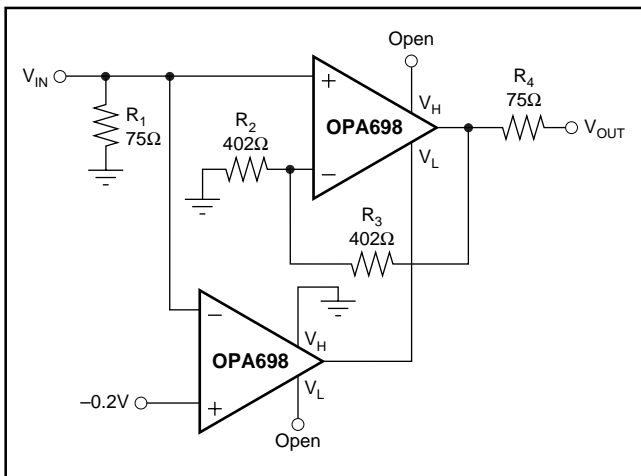 Open
V_IN
+
V_H
R_4
75Ω
R_1
75Ω
R_2
402Ω
OPA698
V_OUT
−
V_L
R_3
402Ω
−
V_H
OPA698
V_L
−0.2V
+
Open